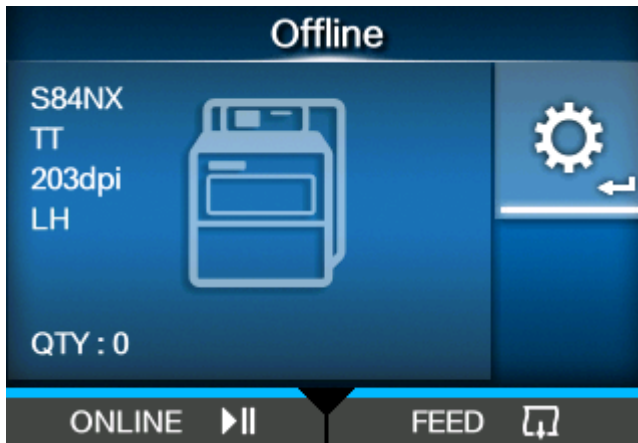 Offline
S84NX
TT
203dpi
LH
QTY : 0
ONLINE
FEED